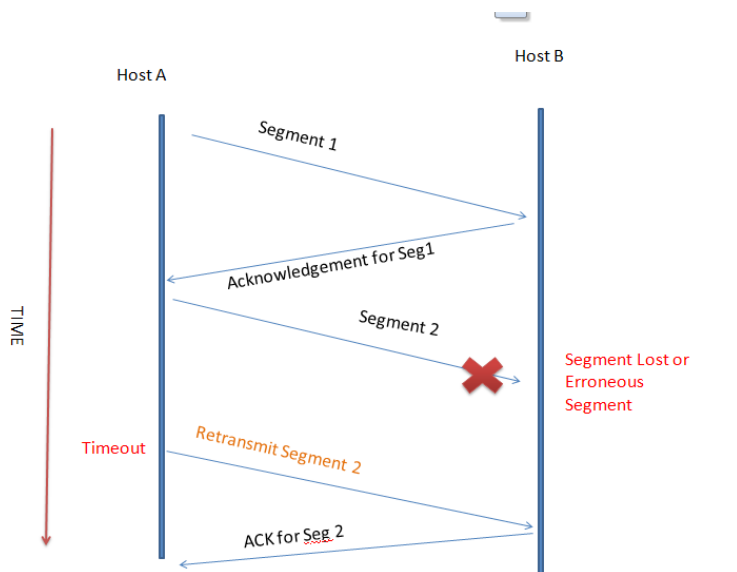 Host B
Host A
Segment 1
Acknowledgement for Seg1
Segment 2
TIME
Segment Lost or
Erroneous
Segment
Timeout
Retransmit Segment 2
ACK for Seg 2